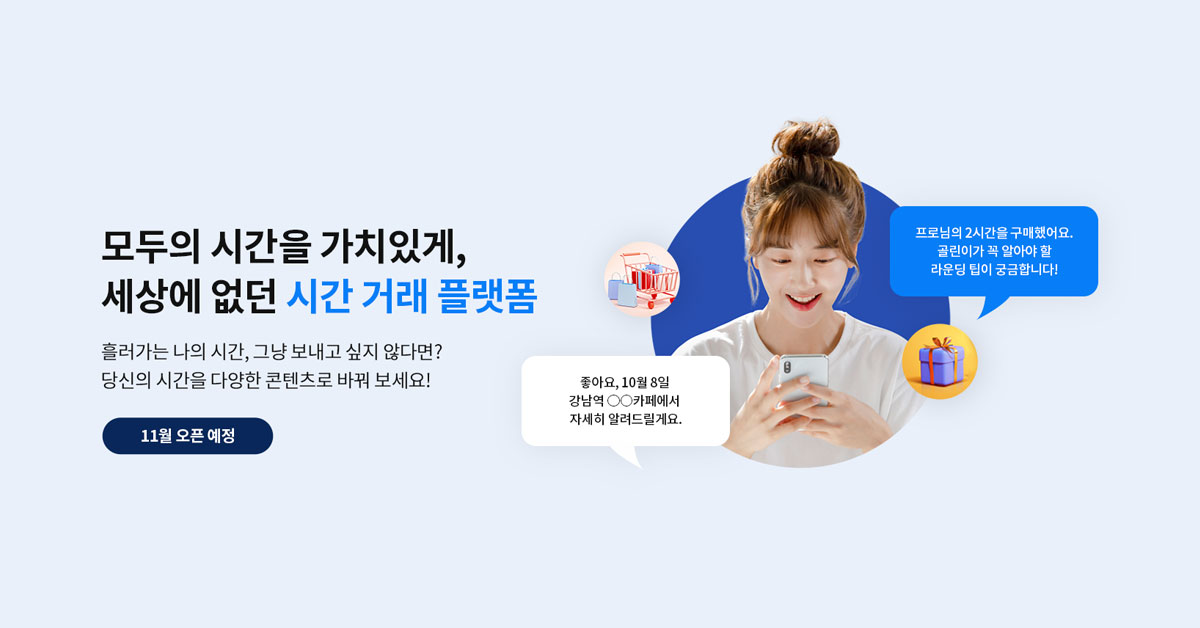 모두의 시간을 가치있게,
세상에 없던 시간 거래 플랫폼
흘러가는 나의 시간, 그냥 보내고 싶지 않다면?
당신의 시간을 다양한 콘텐츠로 바꿔 보세요!
11월 오픈 예정
프로님의 2시간을 구매했어요.
골린이가 꼭 알아야 할
라운딩 팁이 궁금합니다!
좋아요, 10월 8일
강남역 〇〇카페에서
자세히 알려드릴게요.